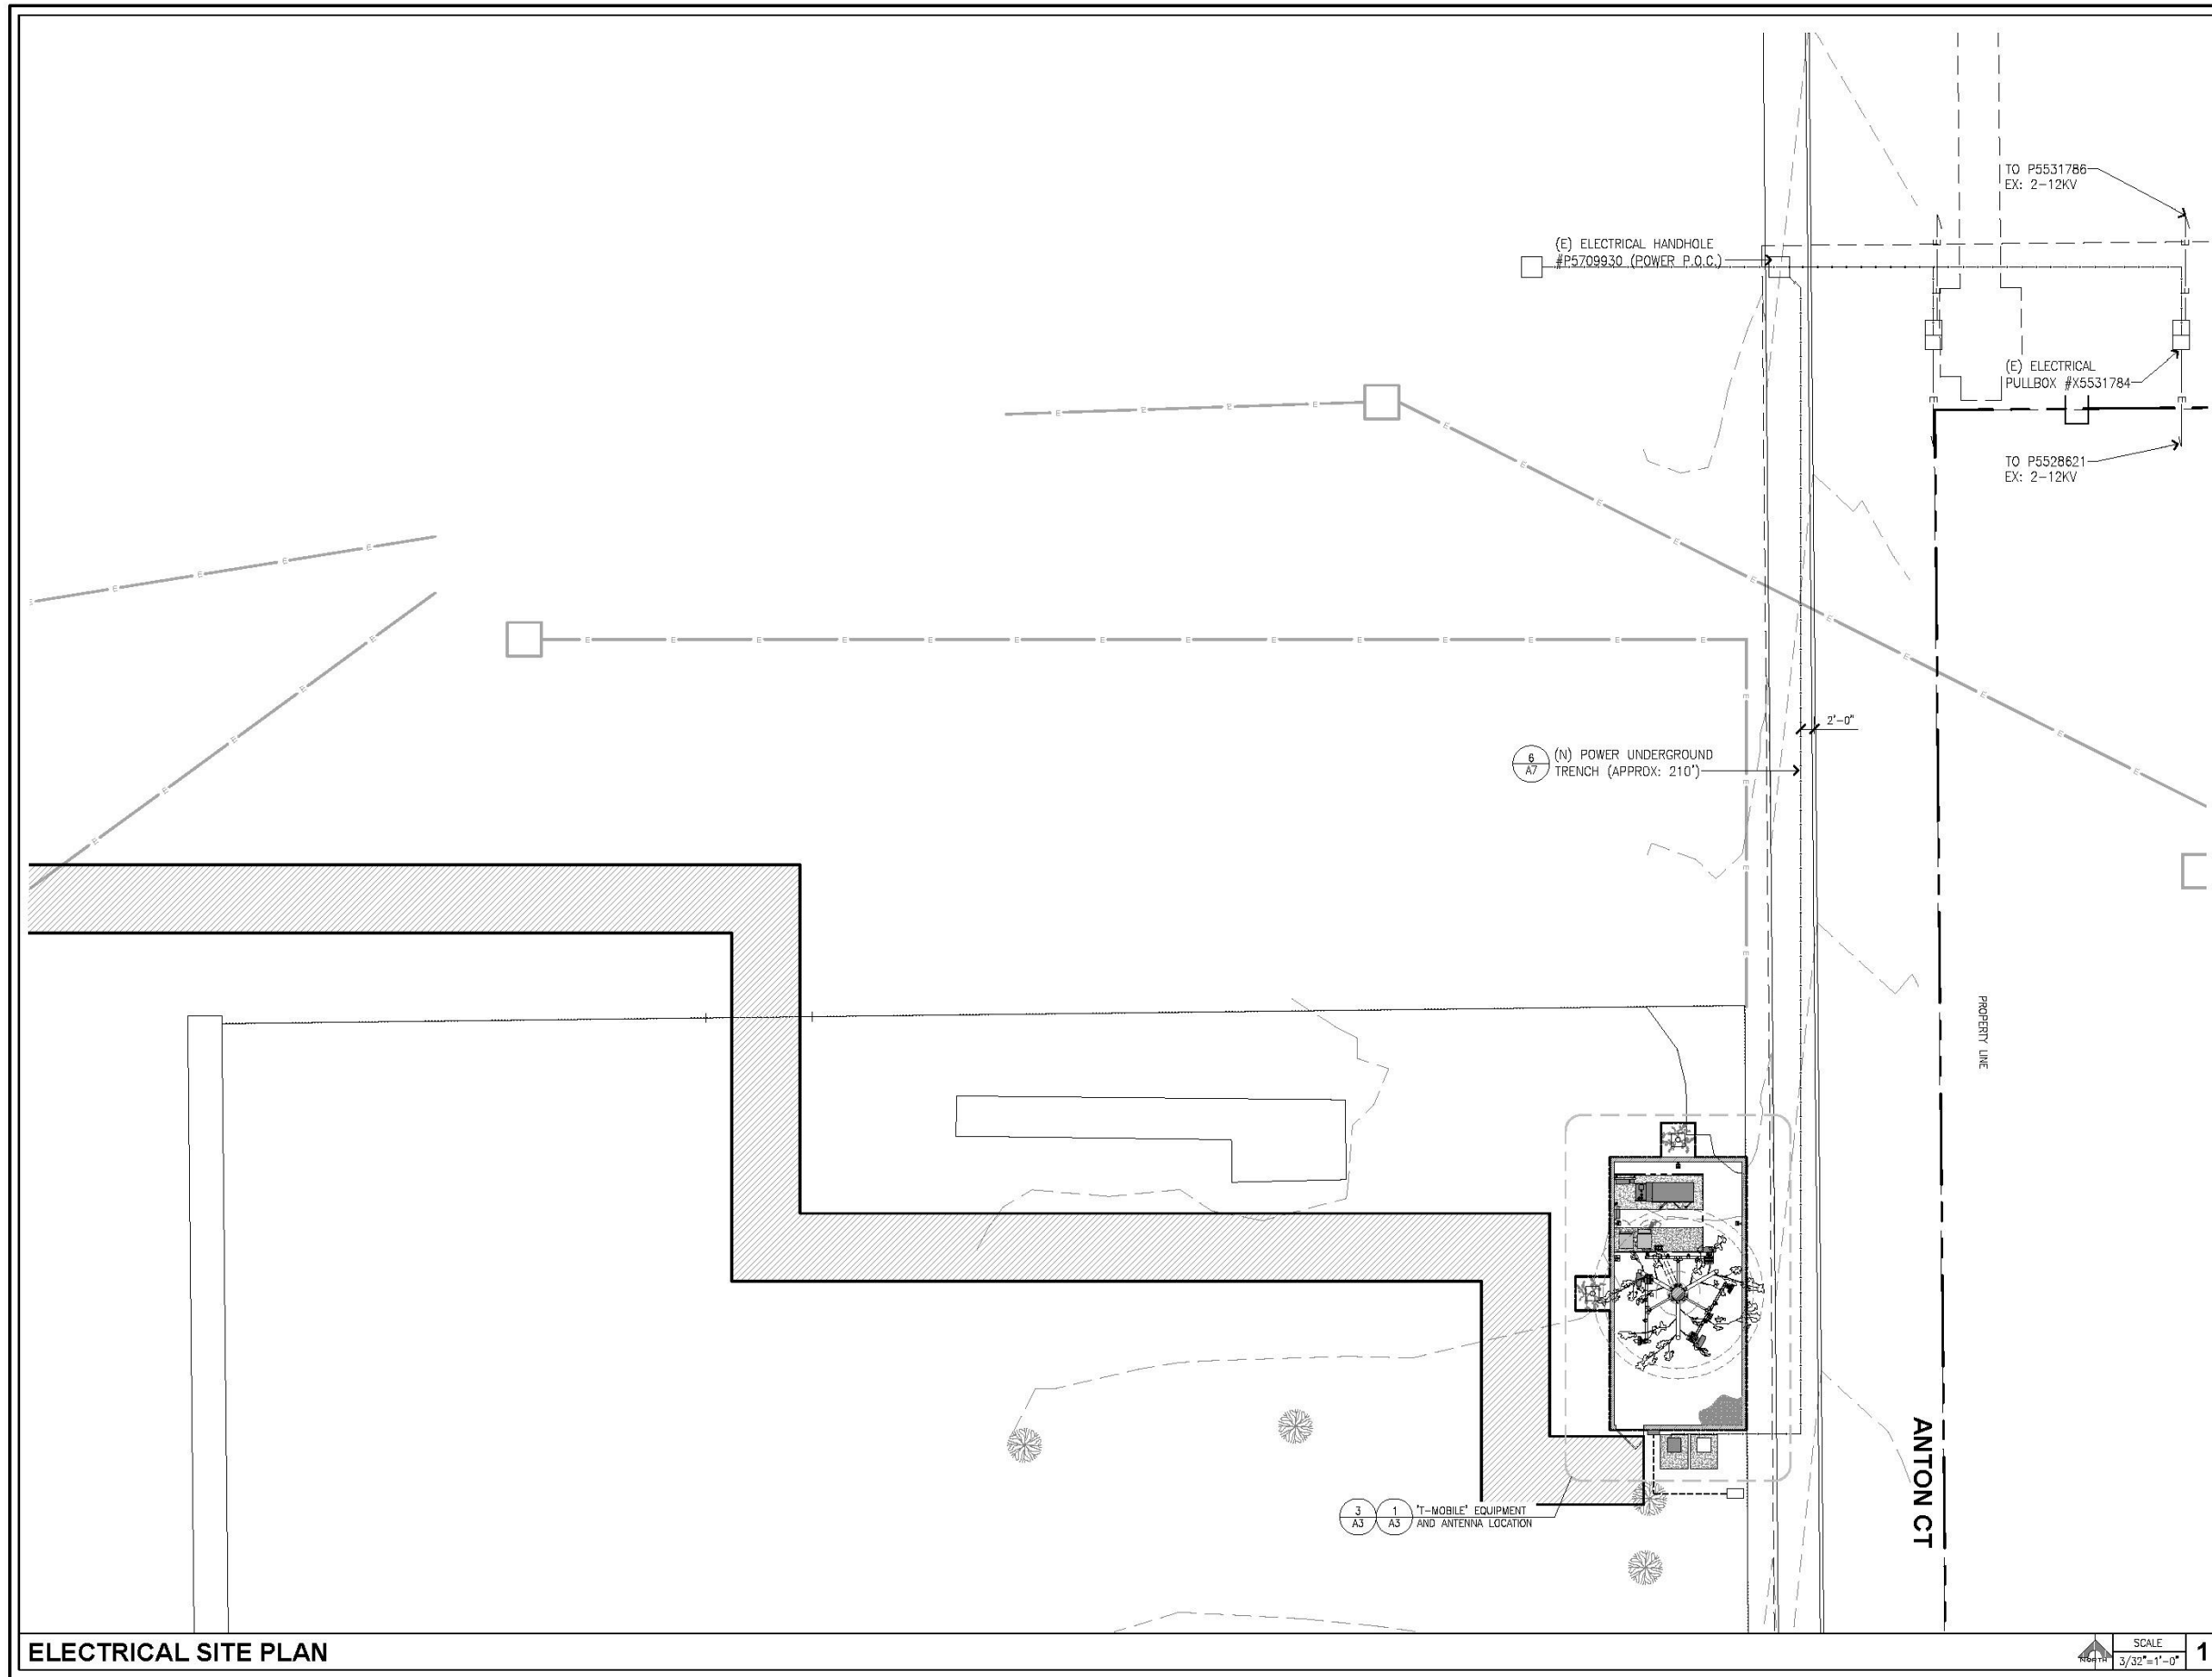 TO P5531786
EX: 2-12KV
(E) ELECTRICAL HANDHOLE
#P5709930 (POWER P.O.C.)
(E) ELECTRICAL
PULLBOX #X5531784
TO P5528621
EX: 2-12KV
2'-0"
6
A7
(N) POWER UNDERGROUND
TRENCH (APPROX: 210')
PROPERTY LINE
ANTON CT
3
A3
1
A3
"T-MOBILE" EQUIPMENT
AND ANTENNA LOCATION
ELECTRICAL SITE PLAN
NORTH
SCALE
3/32"=1'-0"
1